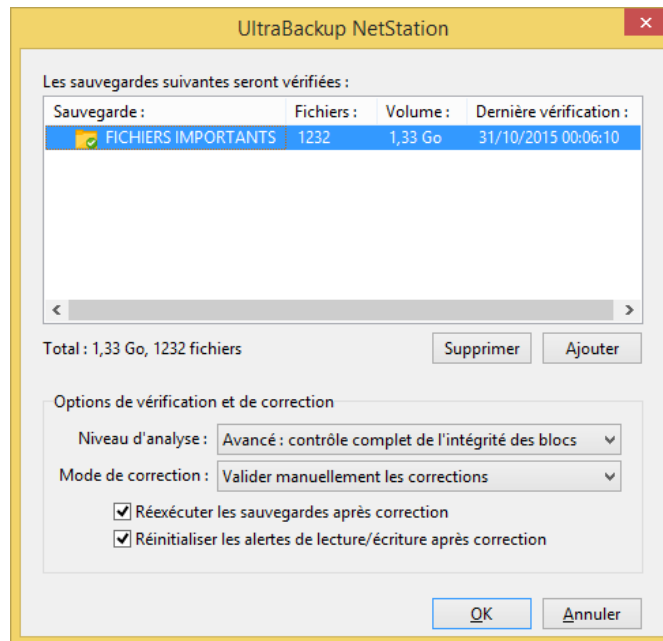 UltraBackup NetStation
Les sauvegardes suivantes seront vérifiées :
Sauvegarde : Fichiers : Volume : Dernière vérification :
FICHIERS IMPORTANTS 1232 1,33 Go 31/10/2015 00:06:10
Total : 1,33 Go, 1232 fichiers
Supprimer Ajouter
Options de vérification et de correction
Niveau d'analyse : Avancé : contrôle complet de l'intégrité des blocs
Mode de correction : Valider manuellement les corrections
Réexécuter les sauvegardes après correction
Réinitialiser les alertes de lecture/écriture après correction
OK Annuler